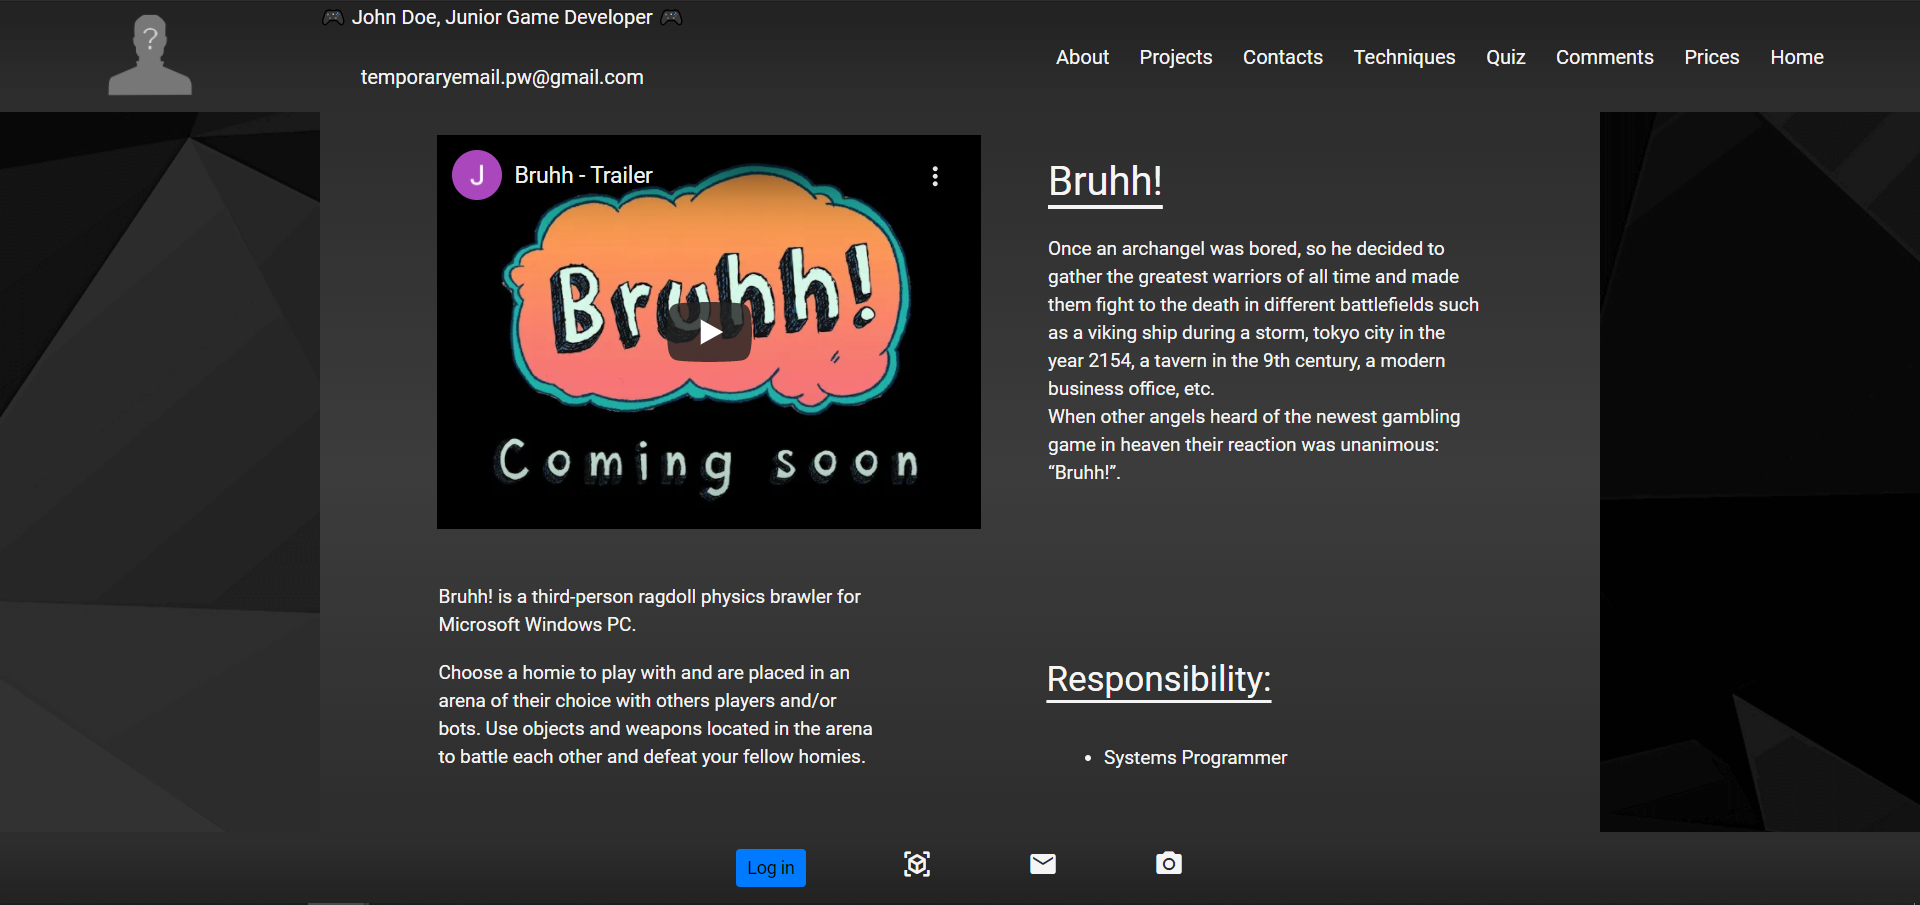 🎮 John Doe, Junior Game Developer 🎮
temporaryemail.pw@gmail.com
About Projects Contacts Techniques Quiz Comments Prices Home
?
J Bruhh - Trailer
Bruhh!
Coming soon
Bruhh!
Once an archangel was bored, so he decided to
gather the greatest warriors of all time and made
them fight to the death in different battlefields such
as a viking ship during a storm, tokyo city in the
year 2154, a tavern in the 9th century, a modern
business office, etc.
When other angels heard of the newest gambling
game in heaven their reaction was unanimous:
“Bruhh!”.
Bruhh! is a third-person ragdoll physics brawler for
Microsoft Windows PC.
Choose a homie to play with and are placed in an
arena of their choice with others players and/or
bots. Use objects and weapons located in the arena
to battle each other and defeat your fellow homies.
Responsibility:
• Systems Programmer
Log in